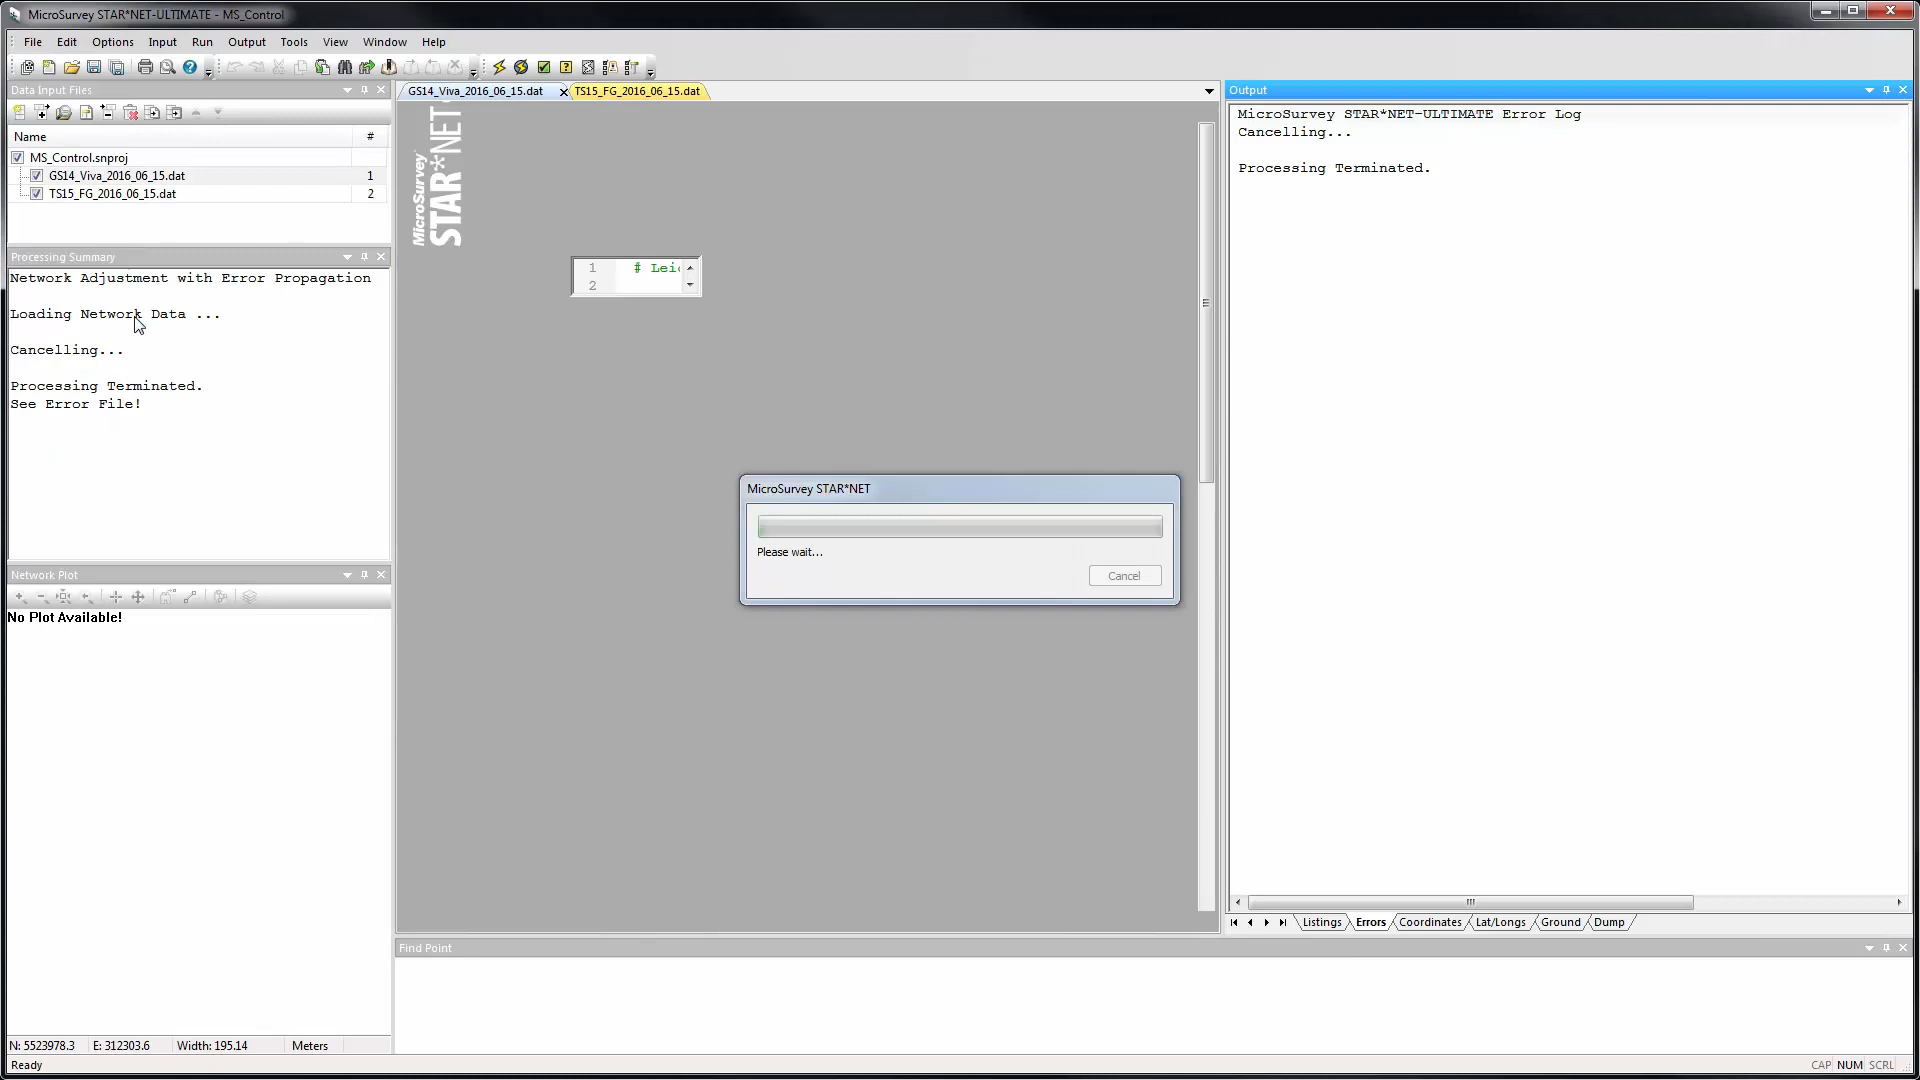 MicroSurvey STAR*NET-ULTIMATE - MS_Control
File Edit Options Input Run Output Tools View Window Help
Data Input Files
Name #
MS_Control.snproj
GS14_Viva_2016_06_15.dat 1
TS15_FG_2016_06_15.dat 2
Processing Summary
Network Adjustment with Error Propagation
Loading Network Data ...
Cancelling...
Processing Terminated.
See Error File!
Network Plot
No Plot Available!
N: 5523978.3 E: 312303.6 Width: 195.14 Meters
GS14_Viva_2016_06_15.dat TS15_FG_2016_06_15.dat
MicroSurvey
STAR*NET
1 # Leic
2
MicroSurvey STAR*NET
Please wait...
Cancel
Output
MicroSurvey STAR*NET-ULTIMATE Error Log
Cancelling...
Processing Terminated.
Listings Errors Coordinates Lat/Longs Ground Dump
Find Point
Ready CAP NUM SCRL